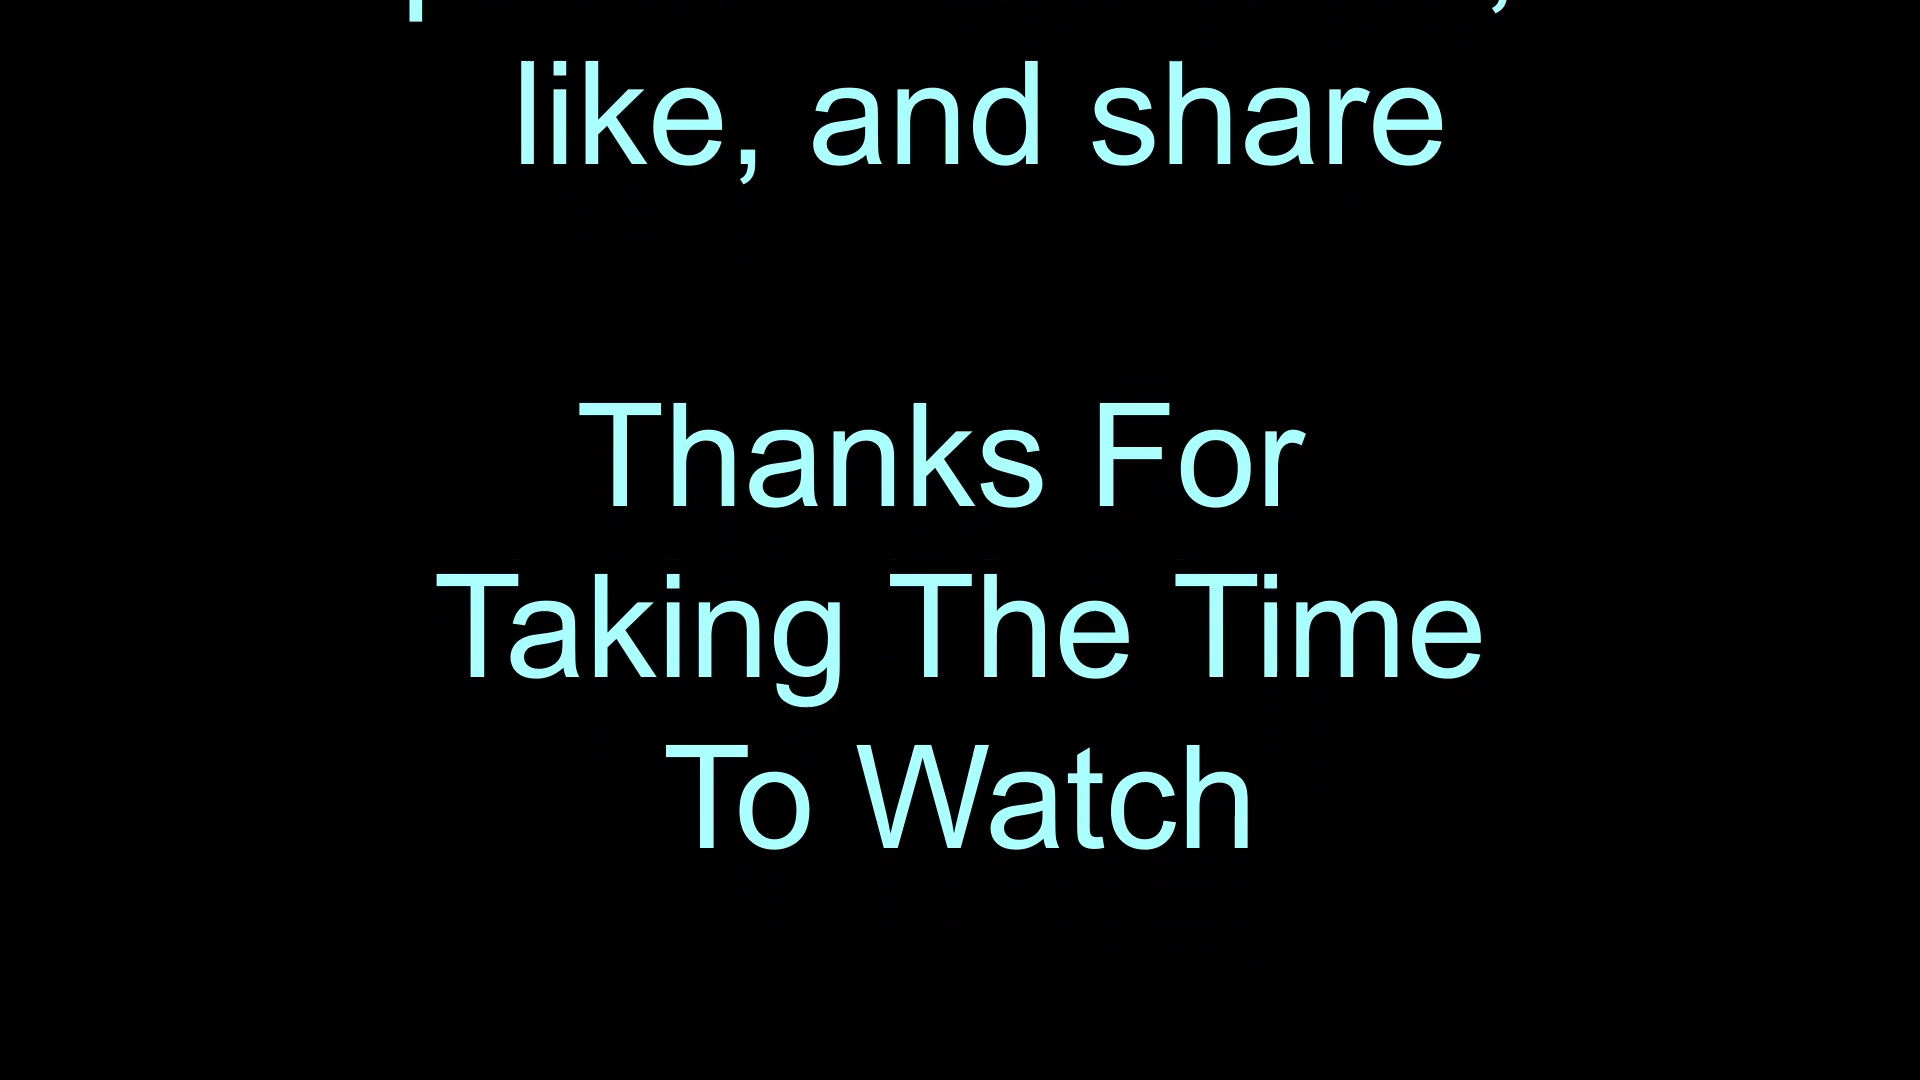 like, and share
Thanks For
Taking The Time
To Watch